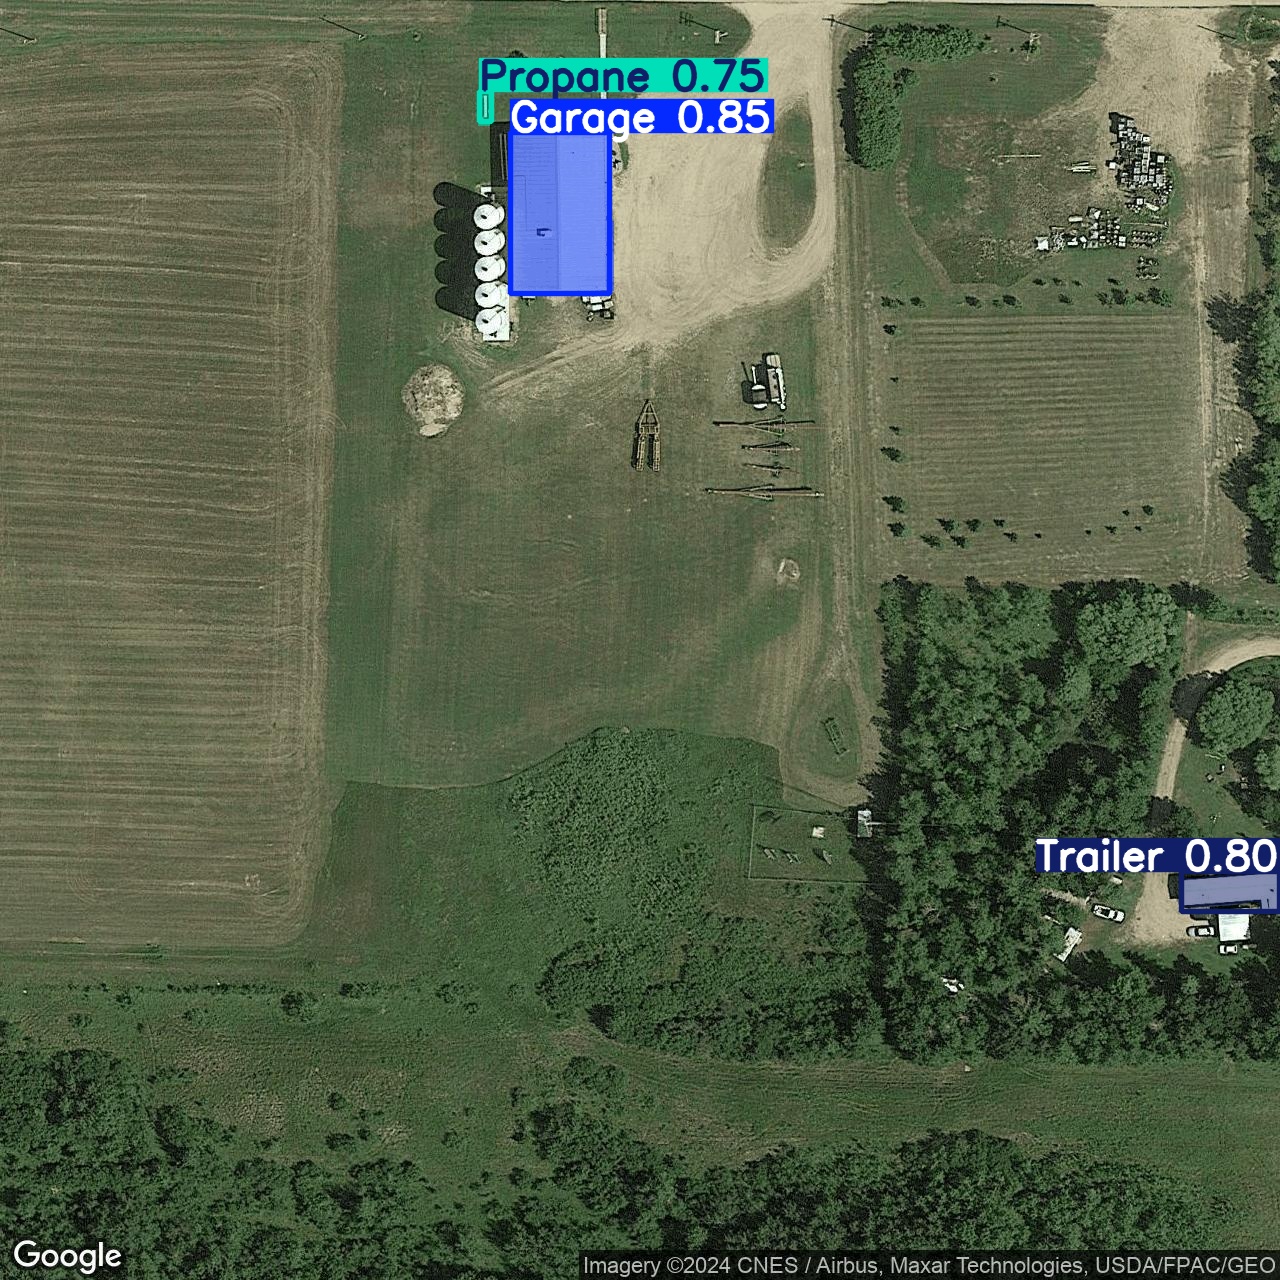 Propane 0.75
Garage 0.85
Trailer 0.80
Google
Imagery ©2024 CNES / Airbus, Maxar Technologies, USDA/FPAC/GEO